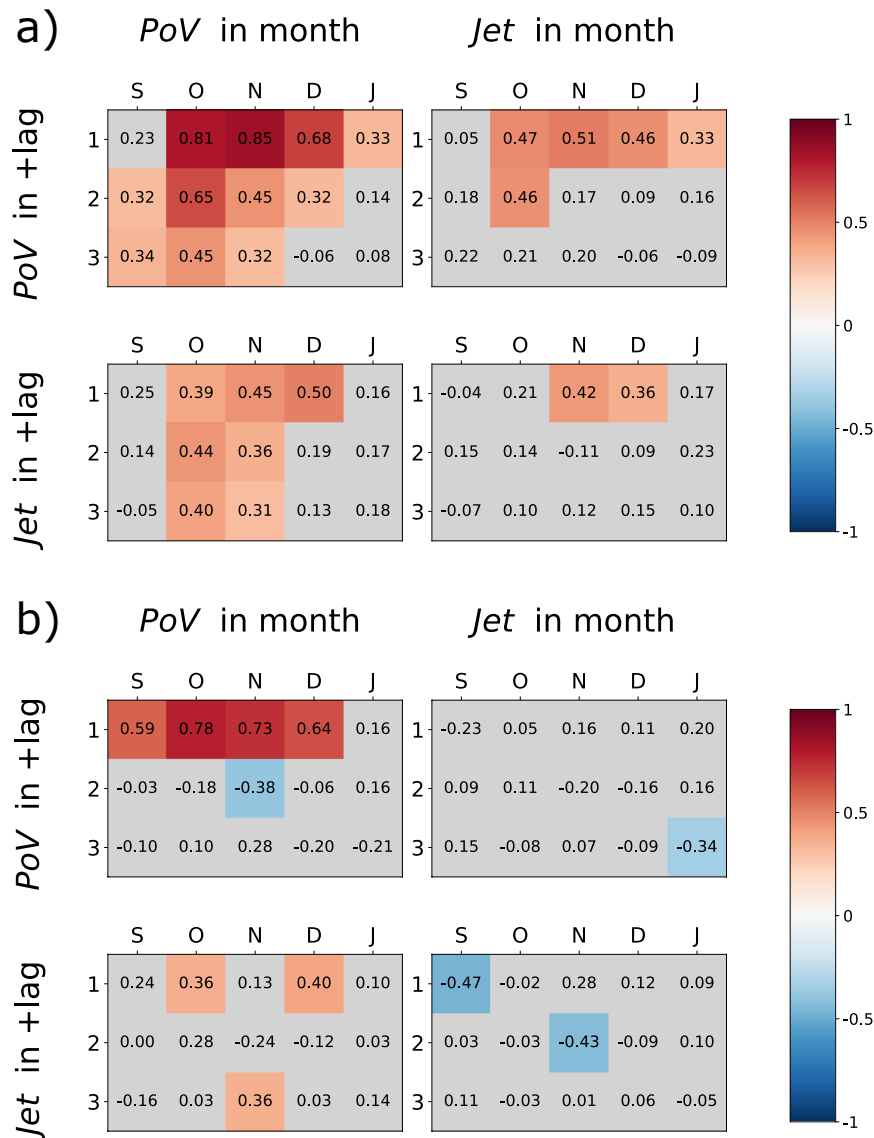 a)
PoV in month
Jet in month
S O N D J
S O N D J
PoV in +lag
1 0.23 0.81 0.85 0.68 0.33
0.05 0.47 0.51 0.46 0.33
2 0.32 0.65 0.45 0.32 0.14
0.18 0.46 0.17 0.09 0.16
3 0.34 0.45 0.32 -0.06 0.08
0.22 0.21 0.20 -0.06 -0.09
S O N D J
S O N D J
Jet in +lag
1 0.25 0.39 0.45 0.50 0.16
1 -0.04 0.21 0.42 0.36 0.17
2 0.14 0.44 0.36 0.19 0.17
2 0.15 0.14 -0.11 0.09 0.23
3 -0.05 0.40 0.31 0.13 0.18
3 -0.07 0.10 0.12 0.15 0.10
1
0.5
0
-0.5
-1
b)
PoV in month
Jet in month
S O N D J
S O N D J
PoV in +lag
1 0.59 0.78 0.73 0.64 0.16
1 -0.23 0.05 0.16 0.11 0.20
2 -0.03 -0.18 -0.38 -0.06 0.16
2 0.09 0.11 -0.20 -0.16 0.16
3 -0.10 0.10 0.28 -0.20 -0.21
3 0.15 -0.08 0.07 -0.09 -0.34
S O N D J
S O N D J
Jet in +lag
1 0.24 0.36 0.13 0.40 0.10
1 -0.47 -0.02 0.28 0.12 0.09
2 0.00 0.28 -0.24 -0.12 0.03
2 0.03 -0.03 -0.43 -0.09 0.10
3 -0.16 0.03 0.36 0.03 0.14
3 0.11 -0.03 0.01 0.06 -0.05
1
0.5
0
-0.5
-1